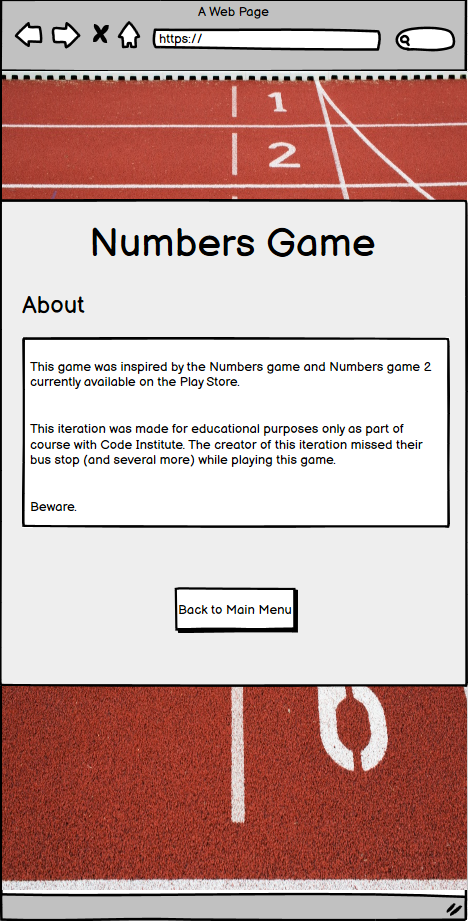 A Web Page
https://
1
2
Numbers Game
About
This game was inspired by the Numbers game and Numbers game 2
currently available on the Play Store.
This iteration was made for educational purposes only as part of
course with Code Institute. The creator of this iteration missed their
bus stop (and several more) while playing this game.
Beware.
Back to Main Menu
6